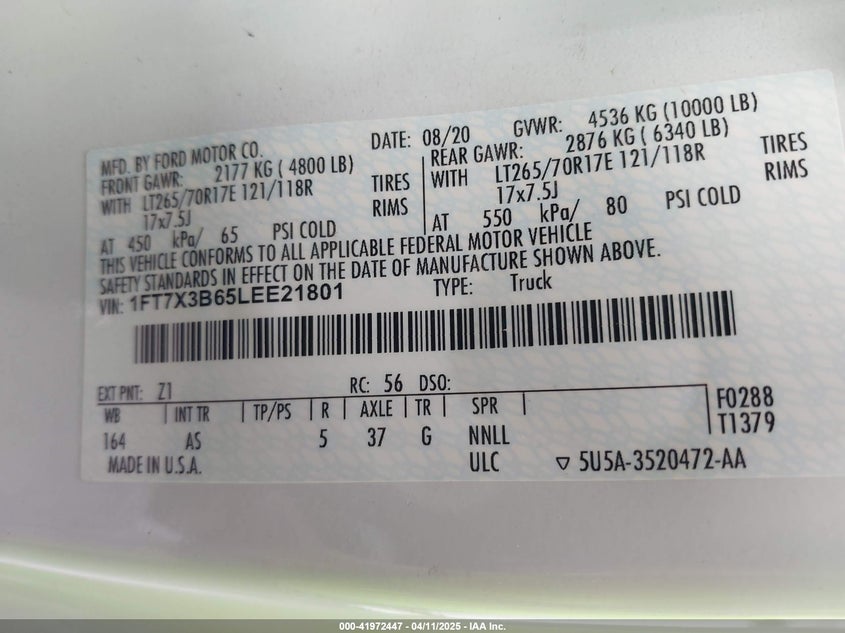 MFD. BY FORD MOTOR CO.
DATE: 08/20
GVWR: 4536 KG (10000 LB)
FRONT GAWR: 2177 KG ( 4800 LB)
REAR GAWR: 2876 KG ( 6340 LB)
WITH LT265/70R17E 121/118R TIRES
WITH LT265/70R17E 121/118R TIRES
17x7.5J RIMS
17x7.5J RIMS
AT 450 kPa/ 65 PSI COLD
AT 550 kPa/ 80 PSI COLD
THIS VEHICLE CONFORMS TO ALL APPLICABLE FEDERAL MOTOR VEHICLE
SAFETY STANDARDS IN EFFECT ON THE DATE OF MANUFACTURE SHOWN ABOVE.
VIN: 1FT7X3B65LEE21801 TYPE: Truck
EXT PNT: Z1 RC: 56 DSO:
WB | INT TR | TP/PS | R | AXLE | TR | SPR | F0288
T1379
164 AS 5 37 G NNLL
MADE IN U.S.A. ULC ▽ 5U5A-3520472-AA
000-41972447 - 04/11/2025 - IAA Inc.